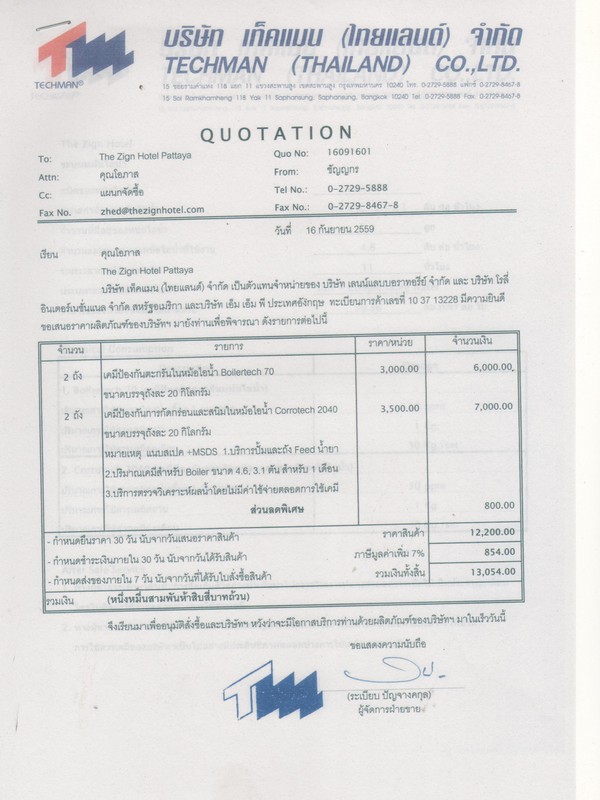 บริษัท เท็คแมน (ไทยแลนด์) จำกัด
TECHMAN (THAILAND) CO.,LTD.
TM
TECHMAN®
15 ซอยรามคำแหง 118 แยก 11 แขวงสะพานสูง เขตสะพานสูง กรุงเทพมหานคร 10240 โทร. 0-2729-5888 แฟกซ์ 0-2729-8467-8
15 Soi Ramkhamheng 118 Yak 11 Saphansung, Saphansung, Bangkok 10240 Tel. 0-2729-5888 Fax. 0-2729-8467-8
QUOTATION
To: The Zign Hotel Pattaya Quo No: 16091601
Attn: คุณโอภาส From: ชัญญกร
Cc: แผนกจัดซื้อ Tel No.: 0-2729-5888
Fax No. zhed@thezignhotel.com Fax No.: 0-2729-8467-8
วันที่ 16 กันยายน 2559
เรียน คุณโอภาส
The Zign Hotel Pattaya
บริษัท เท็คแมน (ไทยแลนด์) จำกัด เป็นตัวแทนจำหน่ายของ บริษัท เลนน์แลบบอราทอรี่ย์ จำกัด และ บริษัท โรลี่
อินเตอร์เนชั่นแนล จำกัด สหรัฐอเมริกา และบริษัท เอ็ม เอ็ม พี ประเทศอังกฤษ ทะเบียนการค้าเลขที่ 10 37 13228 มีความยินดี
ขอเสนอราคาผลิตภัณฑ์ของบริษัทฯ มายังท่านเพื่อพิจารณา ดังรายการต่อไปนี้
จำนวน รายการ ราคา/หน่วย จำนวนเงิน
2 ถัง เคมีป้องกันตะกรันในหม้อไอน้ำ Boilertech 70 3,000.00 6,000.00
ขนาดบรรจุถังละ 20 กิโลกรัม
2 ถัง เคมีป้องกันการกัดกร่อนและสนิมในหม้อไอน้ำ Corrotech 2040 3,500.00 7,000.00
ขนาดบรรจุถังละ 20 กิโลกรัม
หมายเหตุ แนบสเปค +MSDS 1.บริการปั้มและถัง Feed น้ำยา
2.ปริมาณเคมีสำหรับ Boiler ขนาด 4.6, 3.1 ตัน สำหรับ 1 เดือน
3.บริการตรวจวิเคราะห์ผลน้ำโดยไม่มีค่าใช้จ่ายตลอดการใช้เคมี
ส่วนลดพิเศษ 800.00
- กำหนดยืนราคา 30 วัน นับจากวันเสนอราคาสินค้า ราคาสินค้า 12,200.00
- กำหนดชำระเงินภายใน 30 วัน นับจากวันได้รับสินค้า ภาษีมูลค่าเพิ่ม 7% 854.00
- กำหนดส่งของภายใน 7 วัน นับจากวันที่ได้รับใบสั่งซื้อสินค้า รวมเงินทั้งสิ้น 13,054.00
รวมเงิน (หนึ่งหมื่นสามพันห้าสิบสี่บาทถ้วน)
จึงเรียนมาเพื่ออนุมัติสั่งซื้อและบริษัทฯ หวังว่าจะมีโอกาสบริการท่านด้วยผลิตภัณฑ์ของบริษัทฯ มาในเร็ววันนี้
ขอแสดงความนับถือ
TM
(ระเบียบ ปัญจางคกุล)
ผู้จัดการฝ่ายขาย